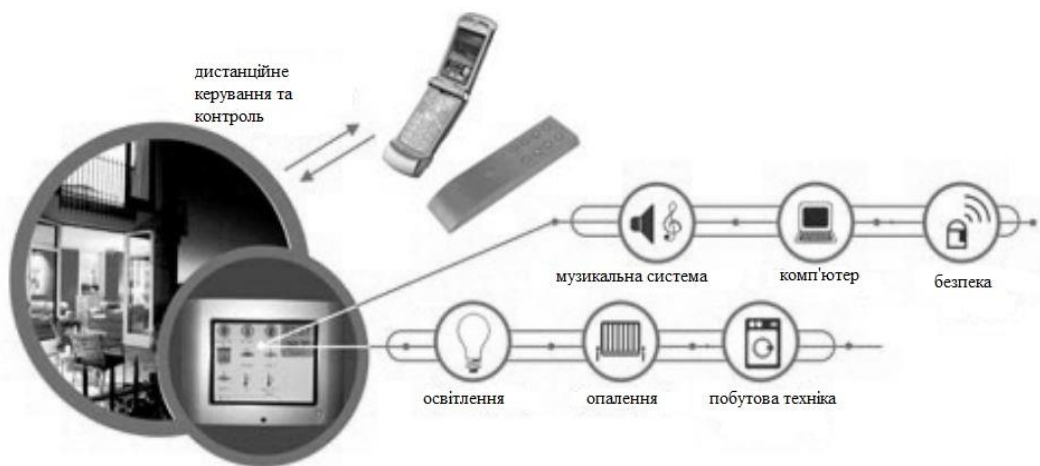 дистанційне
керування та
контроль
музикальна система
комп'ютер
безпека
освітлення
опалення
побутова техніка